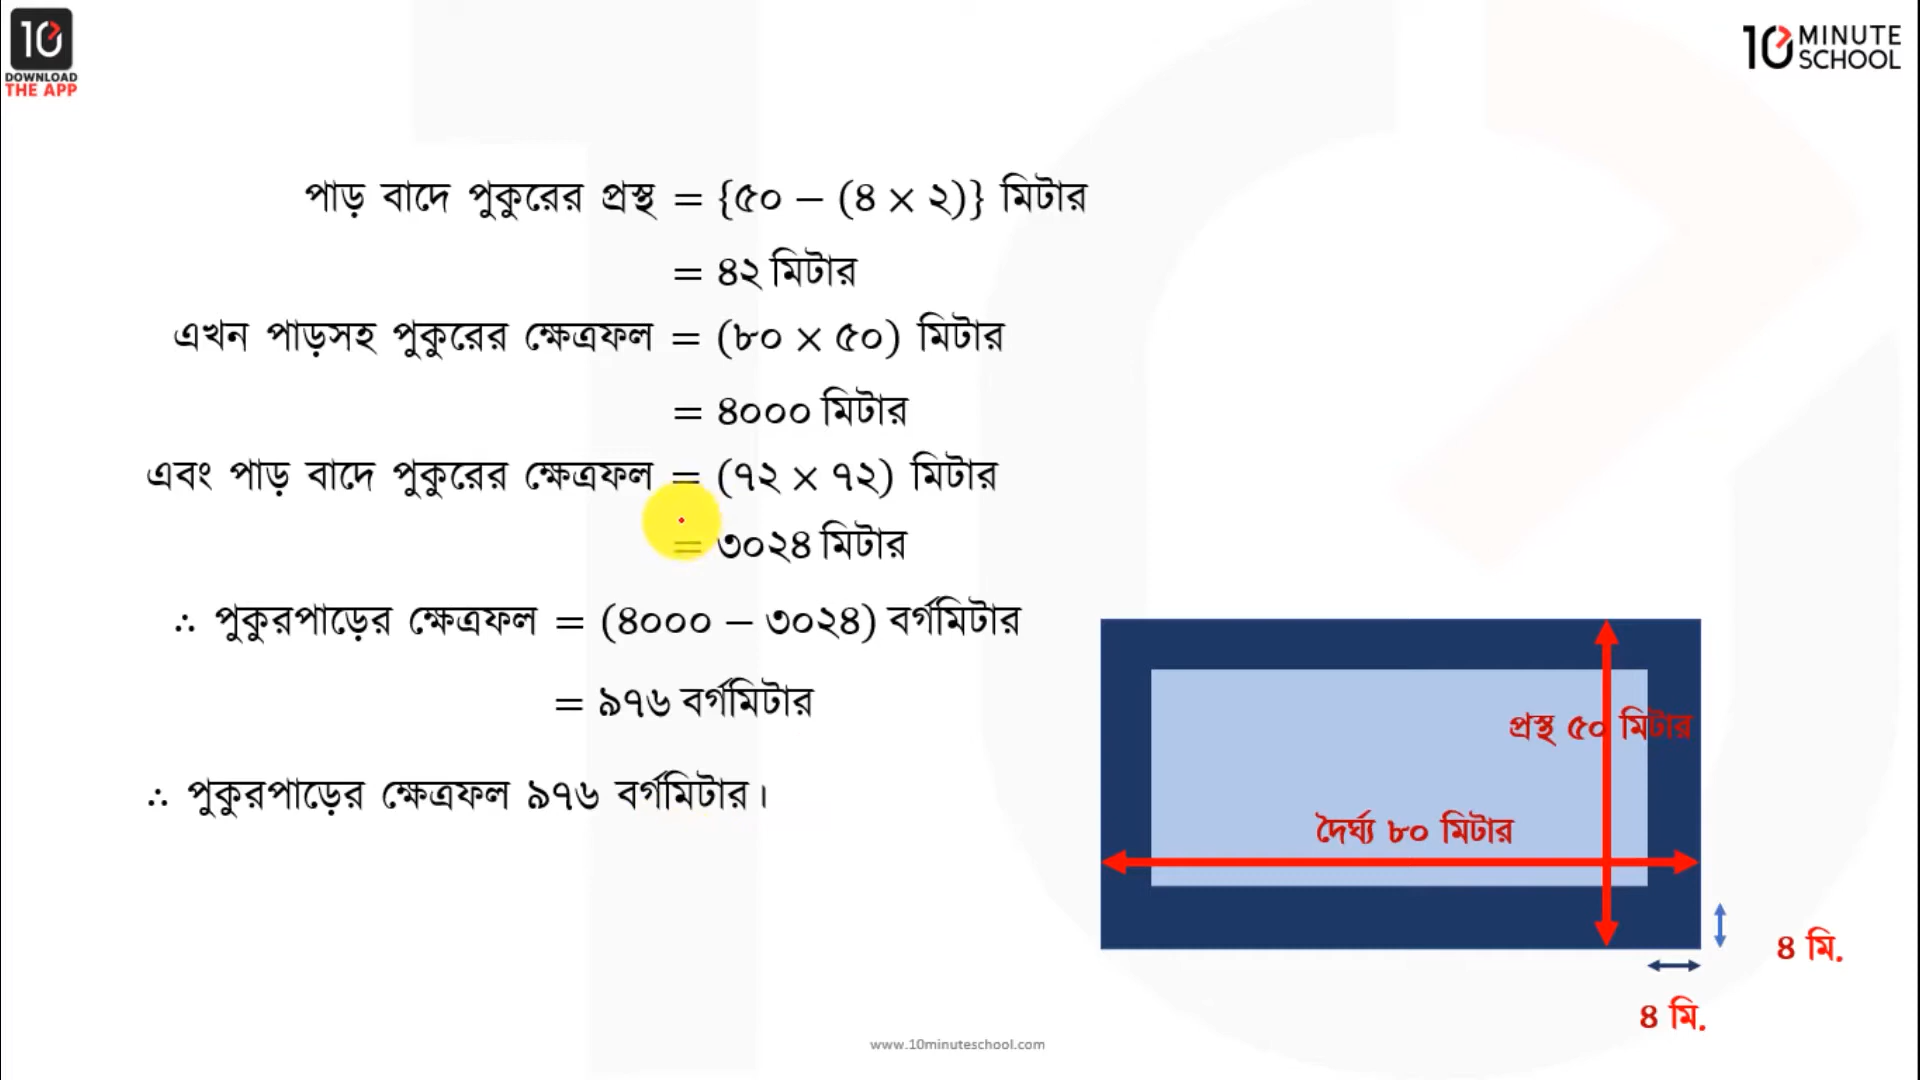 10
DOWNLOAD
THE APP
10 MINUTE
SCHOOL
পাড় বাদে পুকুরের প্রস্থ = {৫০ − (৪ × ২)} মিটার
= ৪২ মিটার
এখন পাড়সহ পুকুরের ক্ষেত্রফল = (৮০ × ৫০) মিটার
= ৪০০০ মিটার
এবং পাড় বাদে পুকুরের ক্ষেত্রফল = (৭২ × ৭২) মিটার
= ৩০২৪ মিটার
∴ পুকুরপাড়ের ক্ষেত্রফল = (৪০০০ − ৩০২৪) বর্গমিটার
= ৯৭৬ বর্গমিটার
∴ পুকুরপাড়ের ক্ষেত্রফল ৯৭৬ বর্গমিটার।
প্রস্থ ৫০ মিটার
দৈর্ঘ্য ৮০ মিটার
৪ মি.
৪ মি.
www.10minuteschool.com